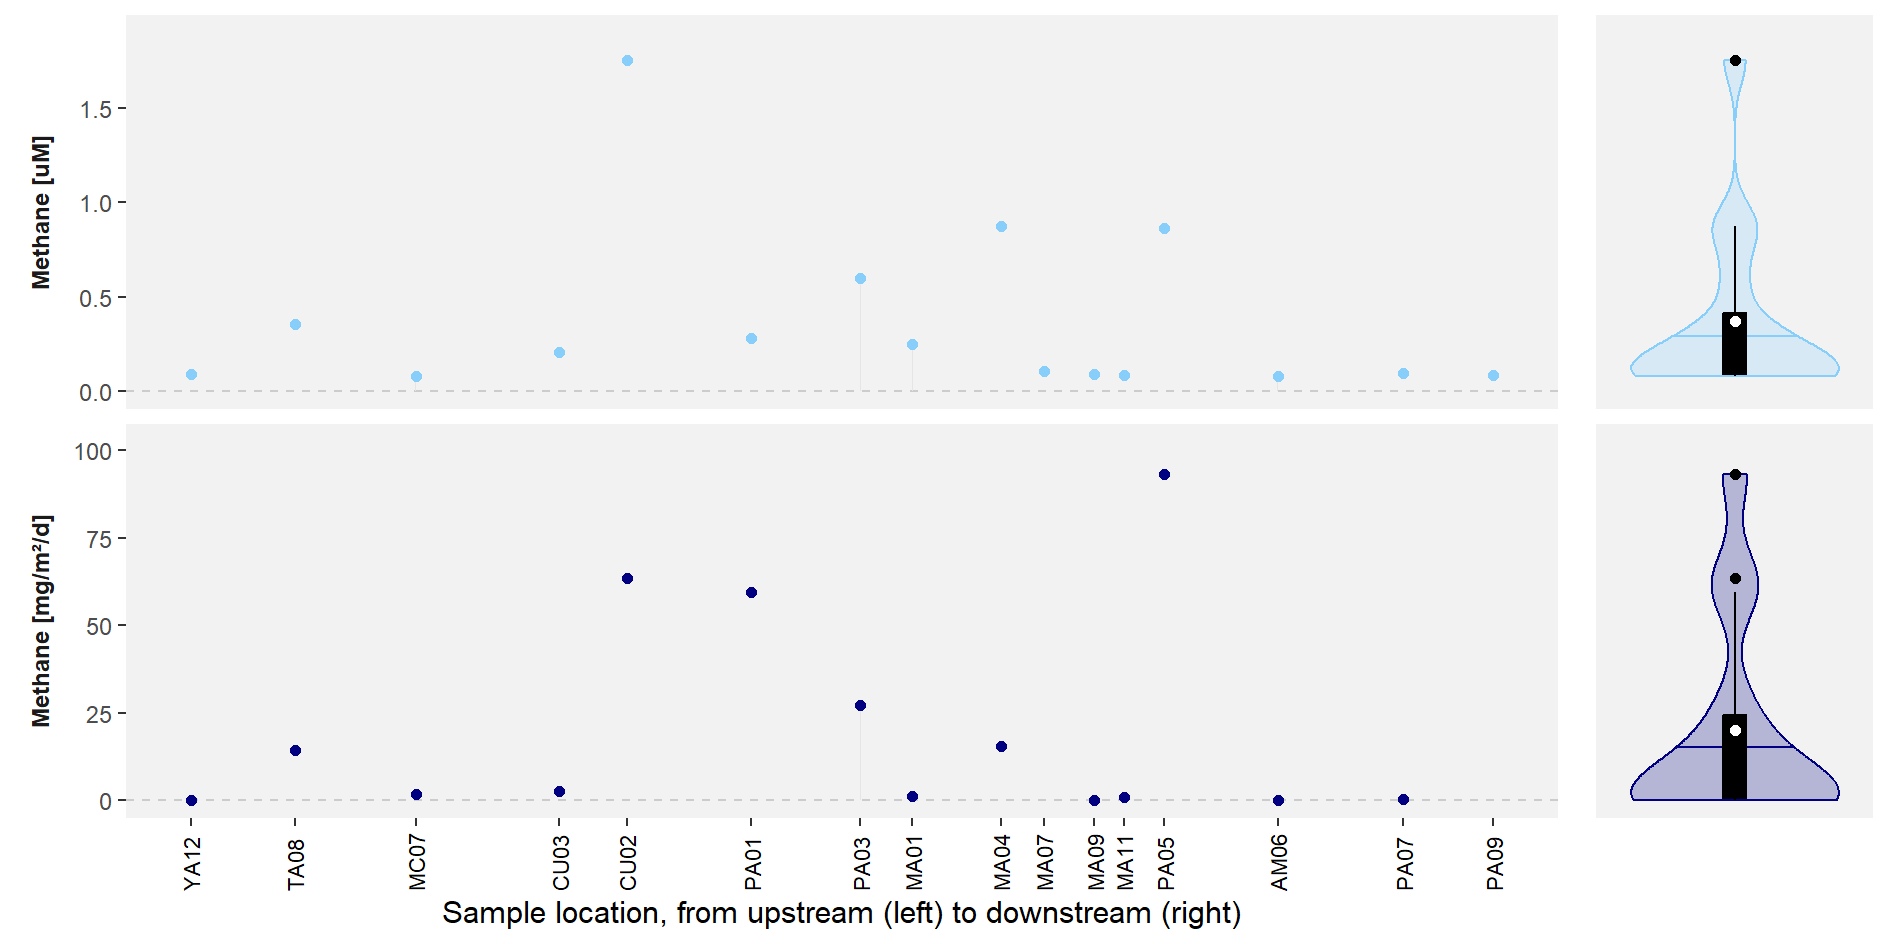 Methane [uM]
1.5
1.0
0.5
0.0
Methane [mg/m²/d]
100
75
50
25
0
YA12
TA08
MC07
CU03
CU02
PA01
PA03
MA01
MA04
MA07
MA09
MA11
PA05
AM06
PA07
PA09
Sample location, from upstream (left) to downstream (right)